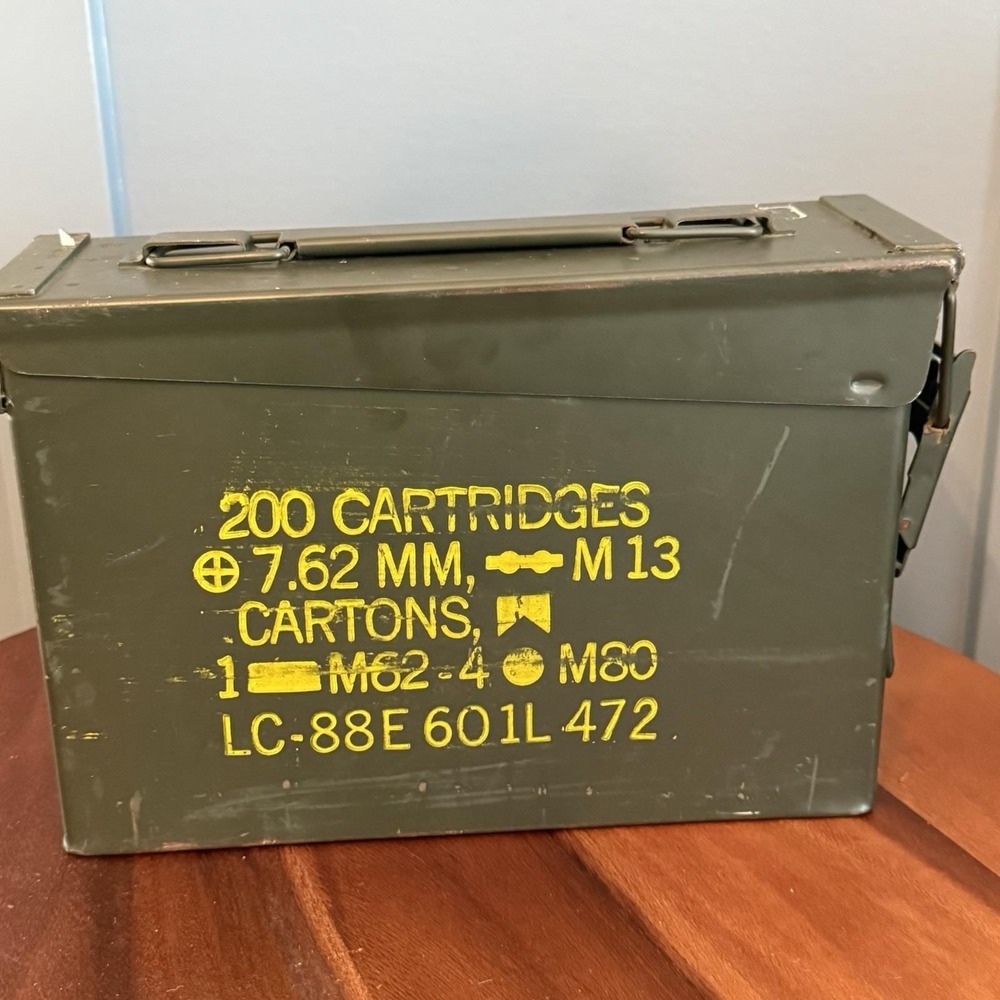 200 CARTRIDGES
⊕ 7.62 MM, M 13
CARTONS,
1 M62-4 M80
LC-88E 601L 472